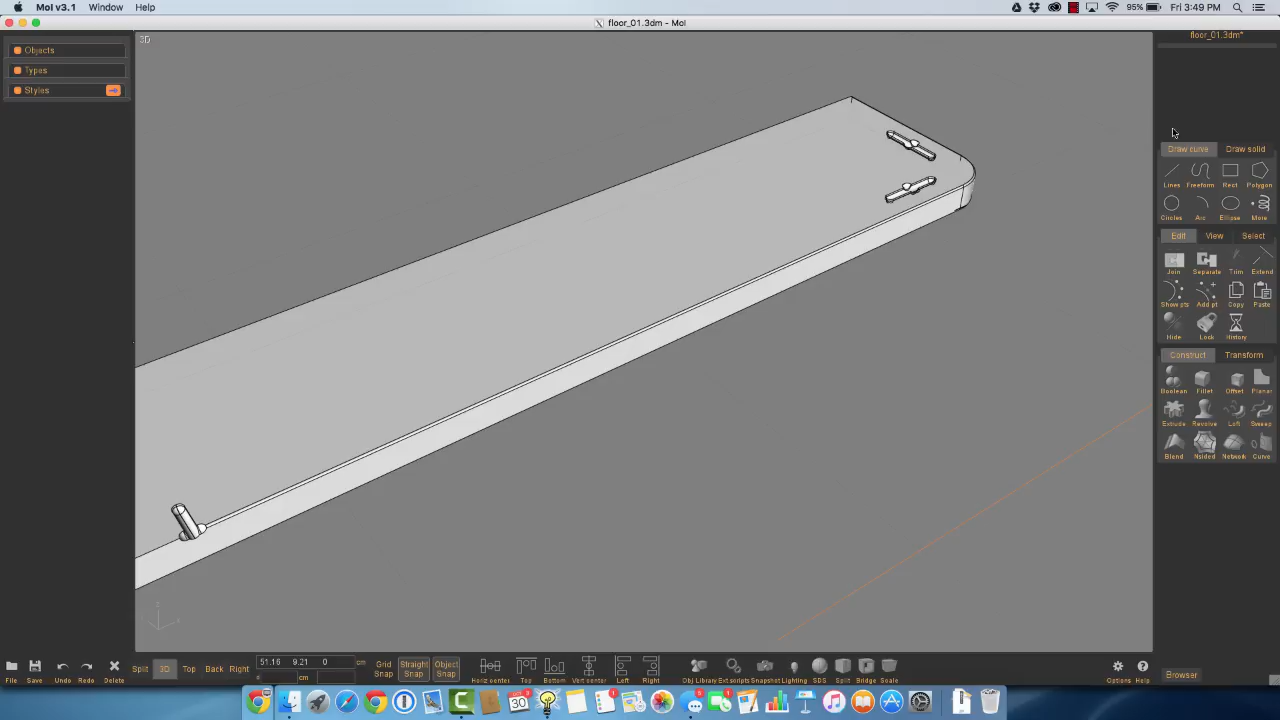 MoI v3.1 Window Help
95% Fri 3:49 PM
floor_01.3dm - MoI
3D
floor_01.3dm*
Objects
Types
Styles
Draw curve Draw solid
Lines Freeform Rect Polygon
Circles Arc Ellipse More
Edit View Select
Join Separate Trim Extend
Show pts Add pt Copy Paste
Hide Lock History
Construct Transform
Boolean Fillet Offset Planar
Extrude Revolve Loft Sweep
Blend Nsided Network Curve
File Save Undo Redo Delete
Split 3D Top Back Right
51.16 9.21 0 cm
cm
Grid Snap
Straight Snap
Object Snap
Horiz center Top Bottom Vert center Left Right
Obj Library Ext.scripts Snapshot Lighting SDS Split Bridge Scale
Options Help
Browser